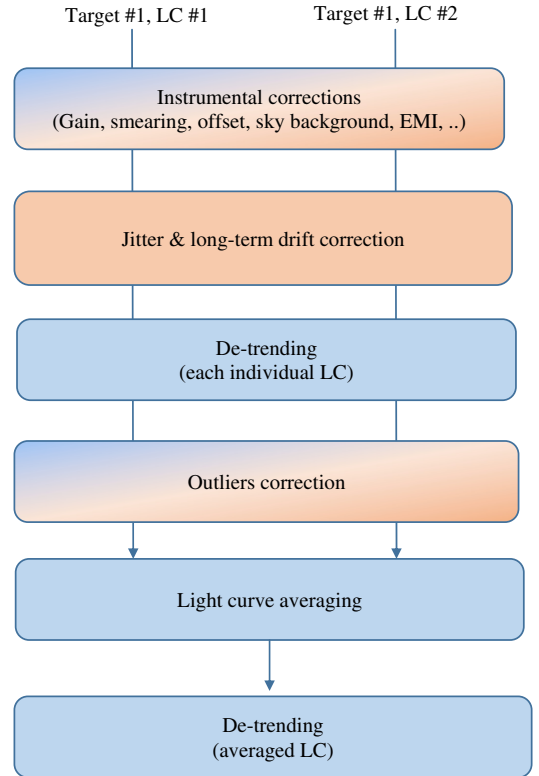 Target #1, LC #1
Target #1, LC #2
Instrumental corrections
(Gain, smearing, offset, sky background, EMI, ..)
Jitter & long-term drift correction
De-trending
(each individual LC)
Outliers correction
Light curve averaging
De-trending
(averaged LC)